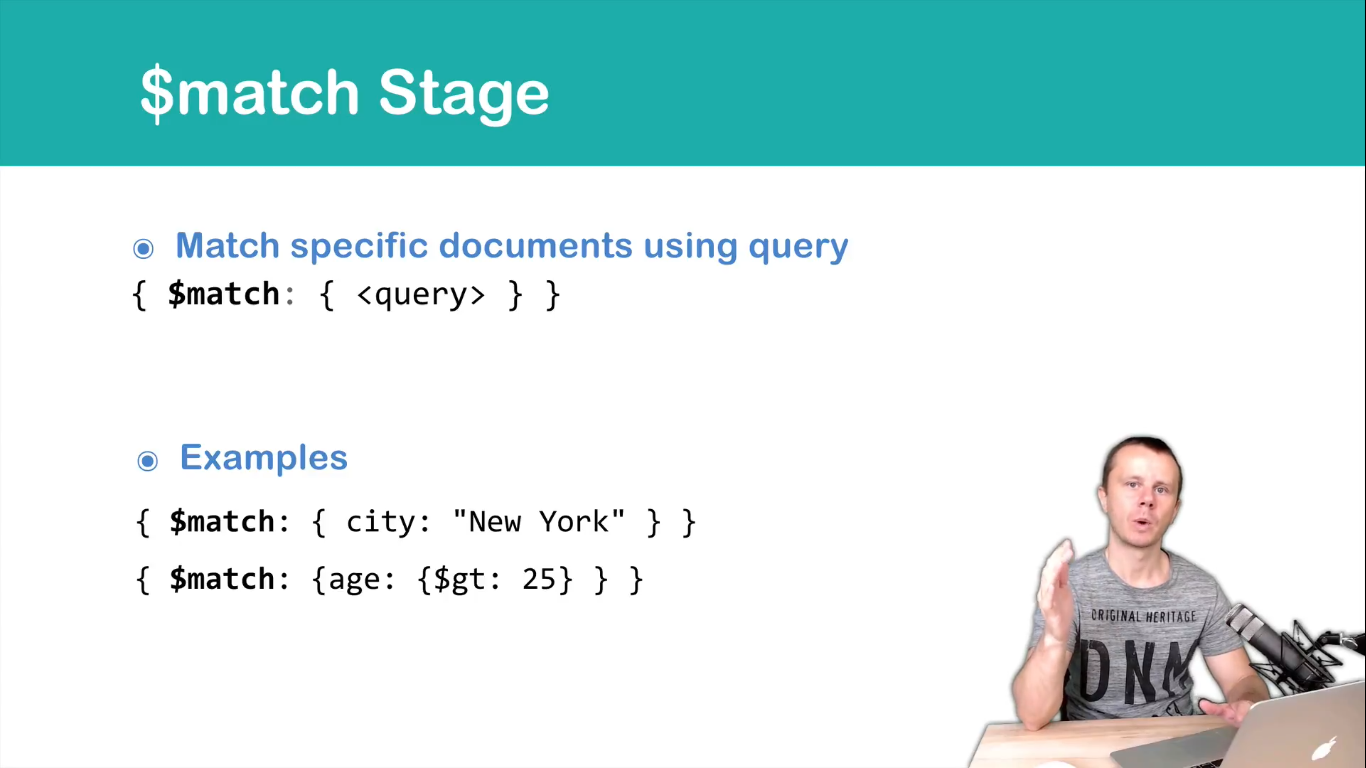 $match Stage
Match specific documents using query
{ $match: { <query> } }
Examples
{ $match: { city: "New York" } }
{ $match: {age: {$gt: 25} } }
ORIGINAL HERITAGE
DNM